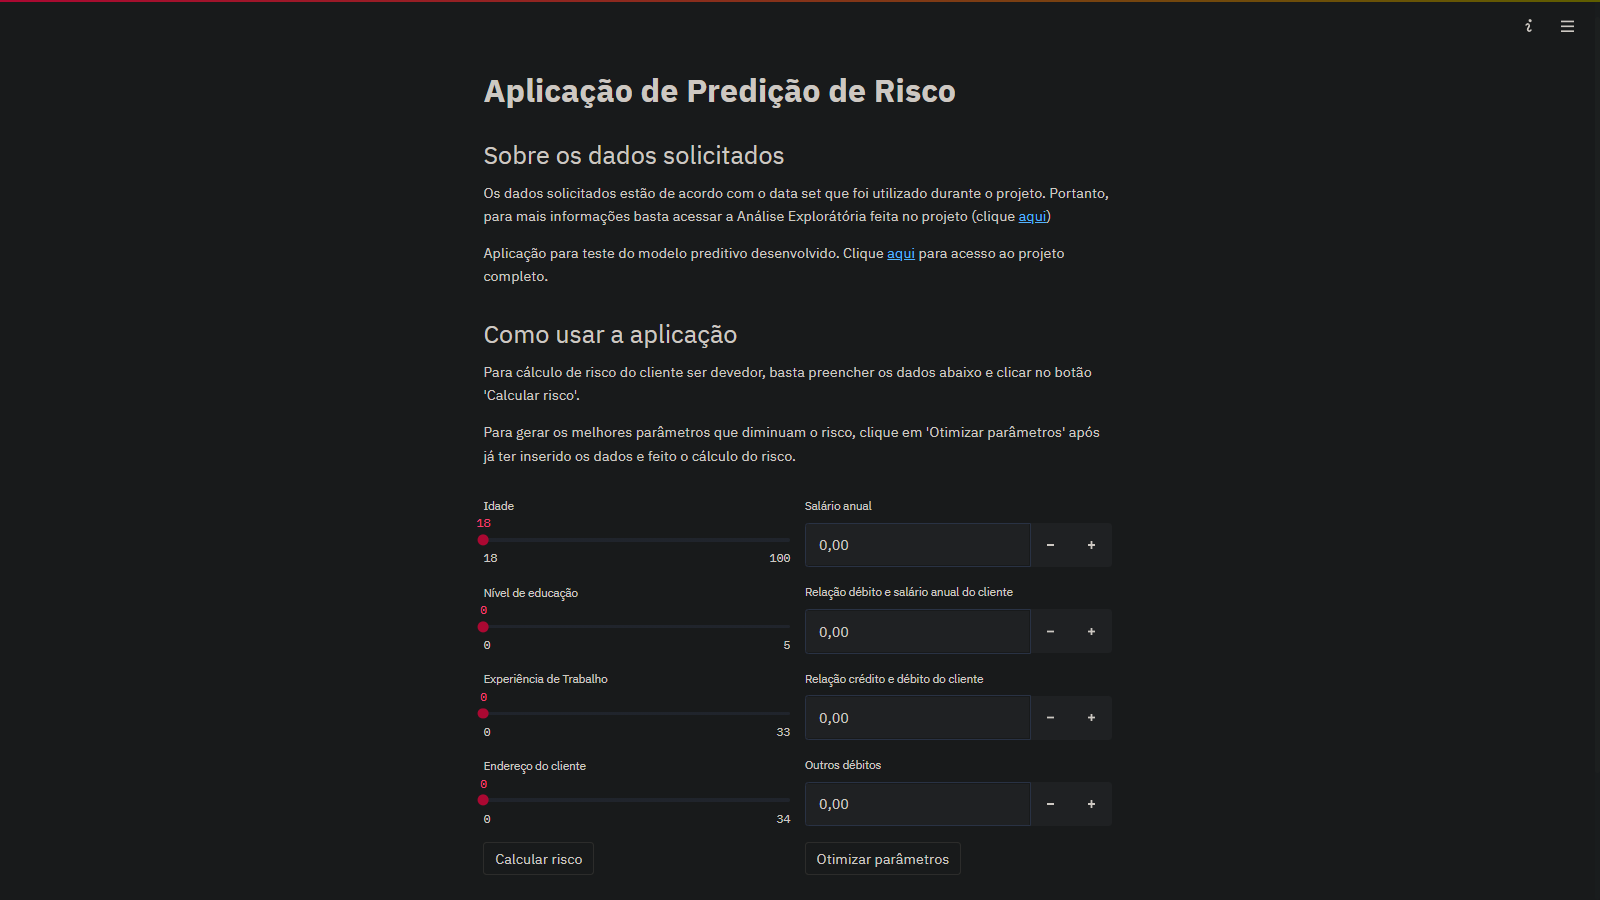 Aplicação de Predição de Risco
Sobre os dados solicitados
Os dados solicitados estão de acordo com o data set que foi utilizado durante o projeto. Portanto,
para mais informações basta acessar a Análise Explorátória feita no projeto (clique aqui)
Aplicação para teste do modelo preditivo desenvolvido. Clique aqui para acesso ao projeto
completo.
Como usar a aplicação
Para cálculo de risco do cliente ser devedor, basta preencher os dados abaixo e clicar no botão
'Calcular risco'.
Para gerar os melhores parâmetros que diminuam o risco, clique em 'Otimizar parâmetros' após
já ter inserido os dados e feito o cálculo do risco.
Idade
18
18 100
Nível de educação
0
0 5
Experiência de Trabalho
0
0 33
Endereço do cliente
0
0 34
Calcular risco
Salário anual
0,00 − +
Relação débito e salário anual do cliente
0,00 − +
Relação crédito e débito do cliente
0,00 − +
Outros débitos
0,00 − +
Otimizar parâmetros